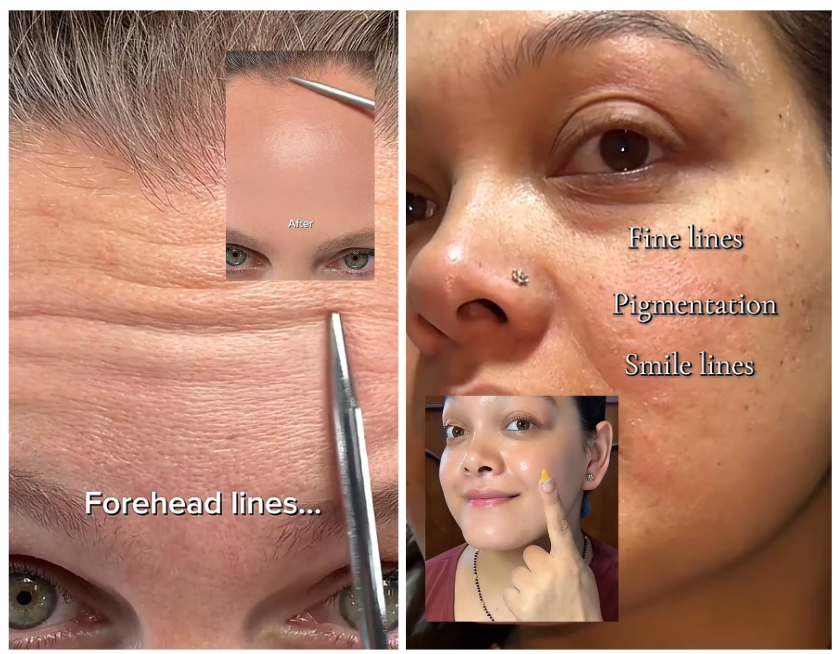 After
Forehead lines...
Fine lines
Pigmentation
Smile lines